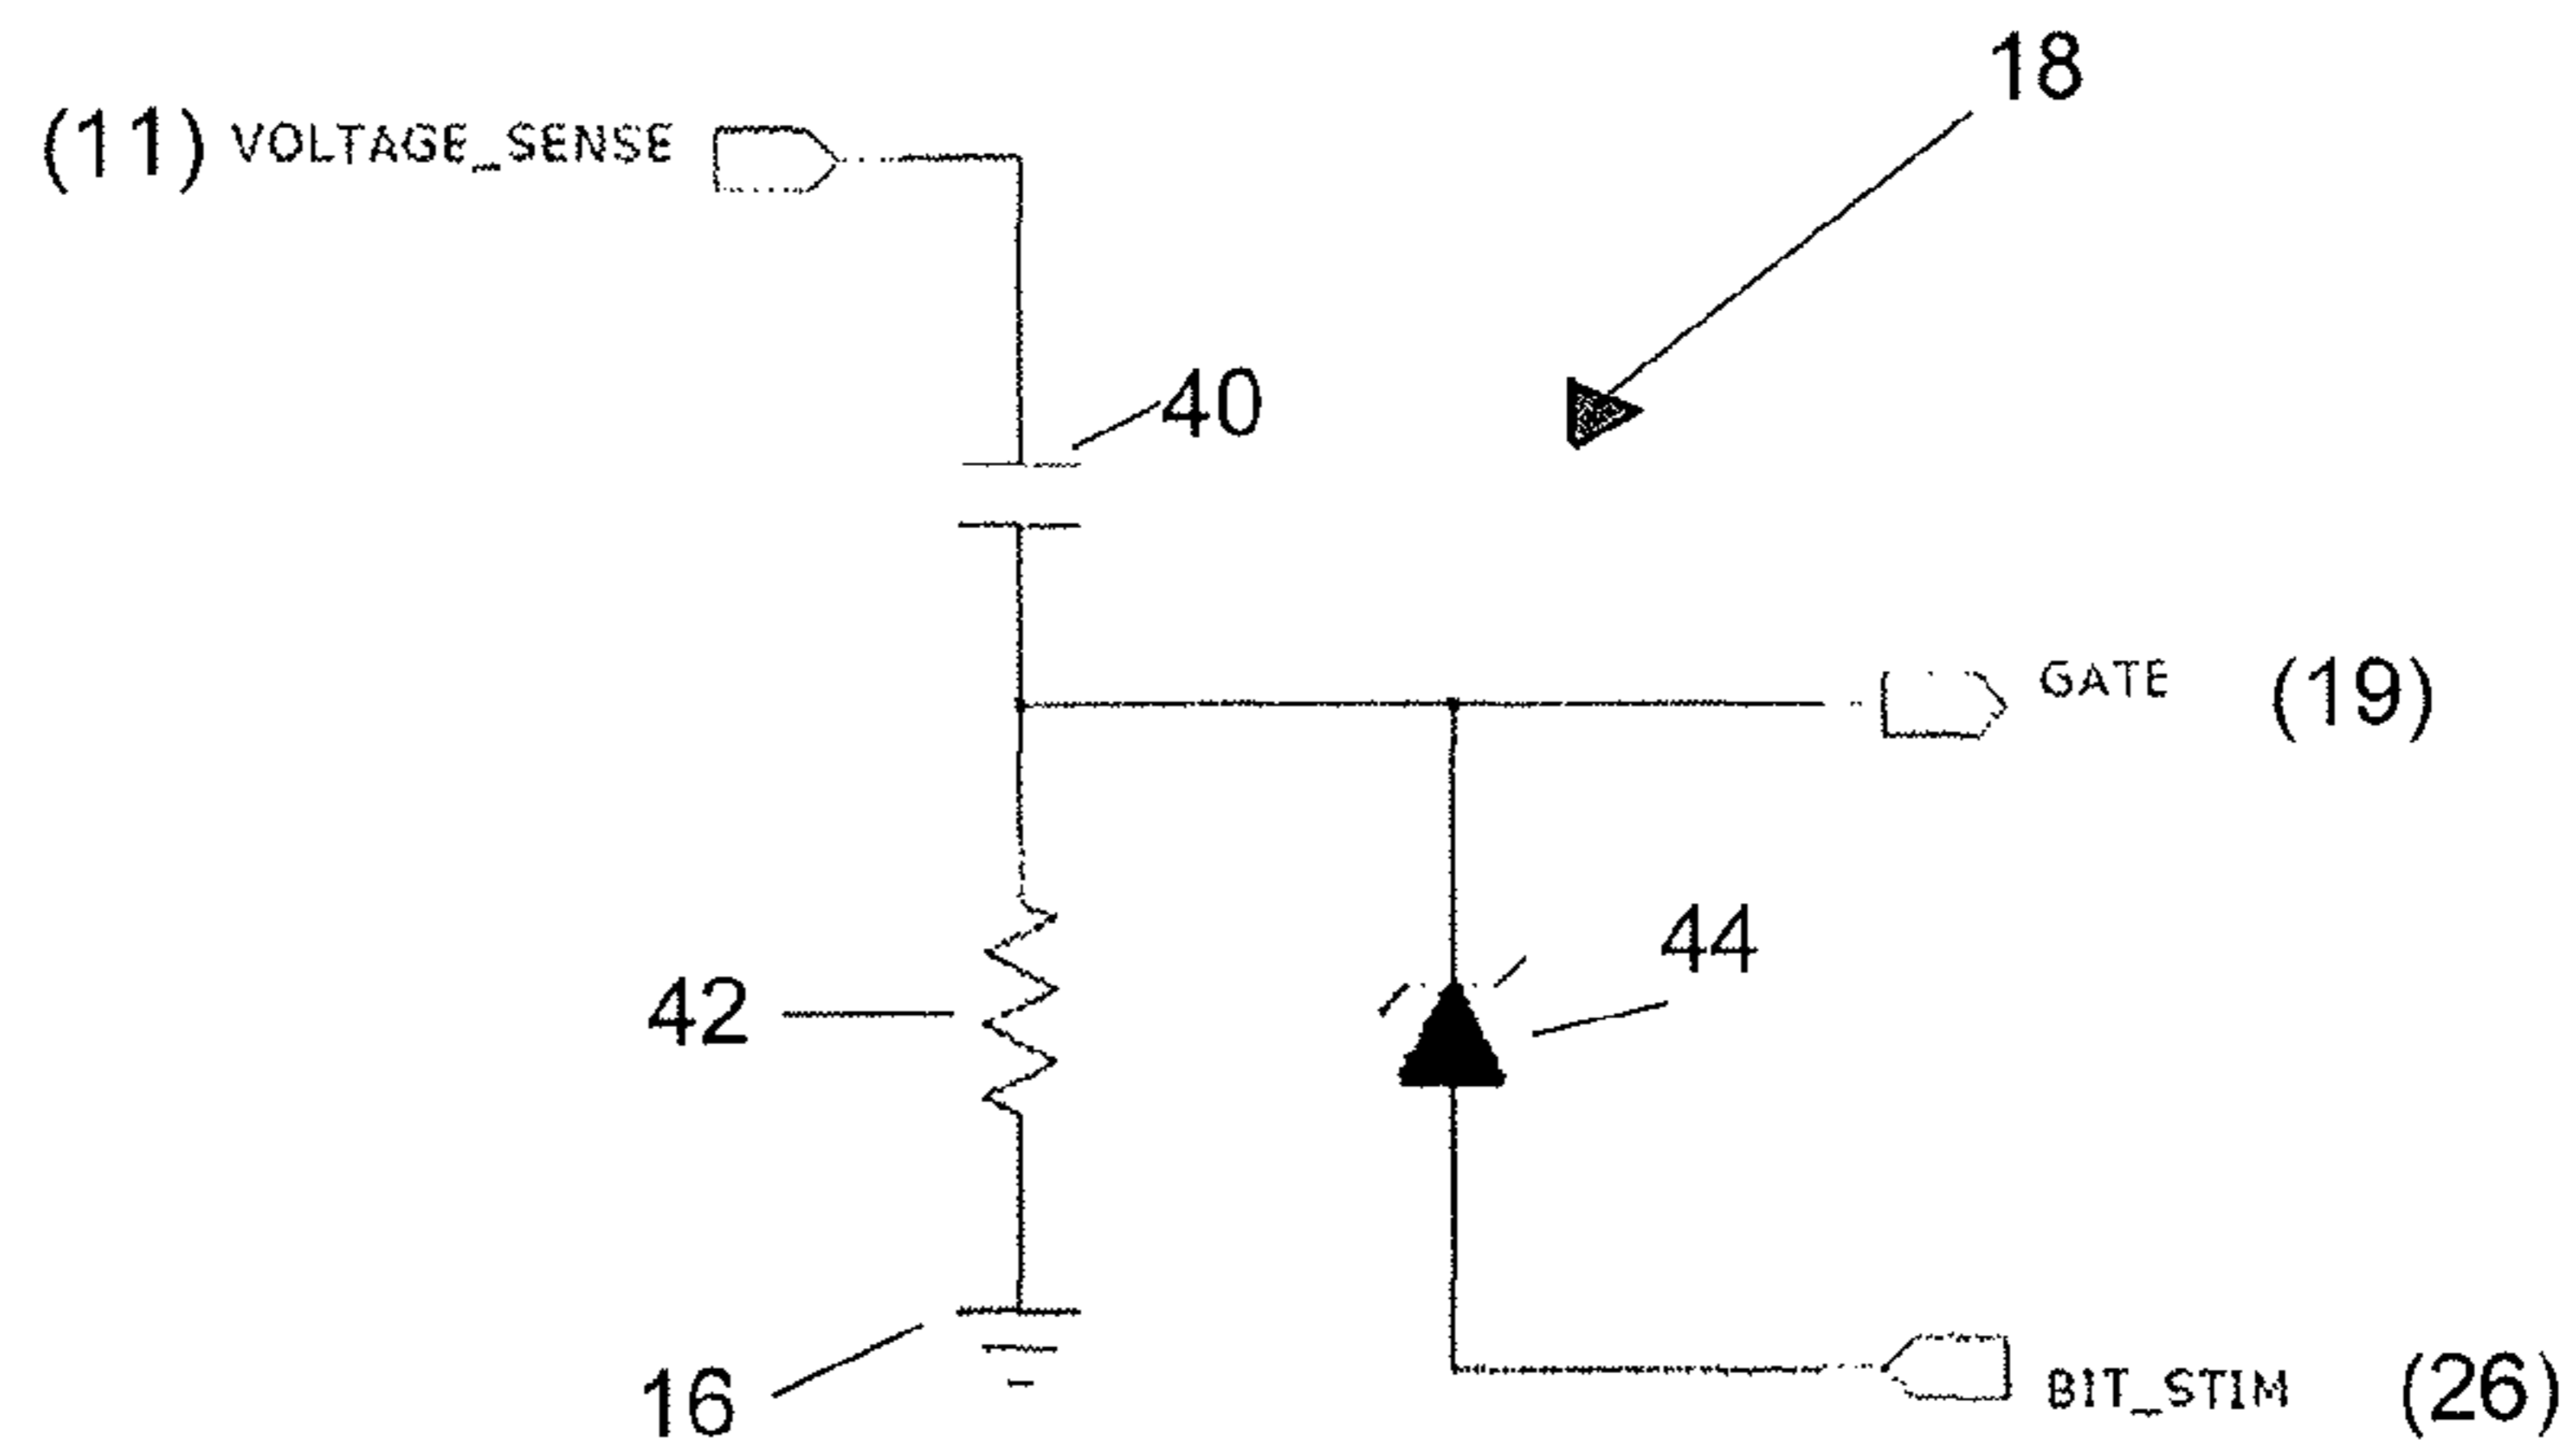 18
(11) VOLTAGE_SENSE
40
GATE (19)
44
42
16
BIT_STIM (26)